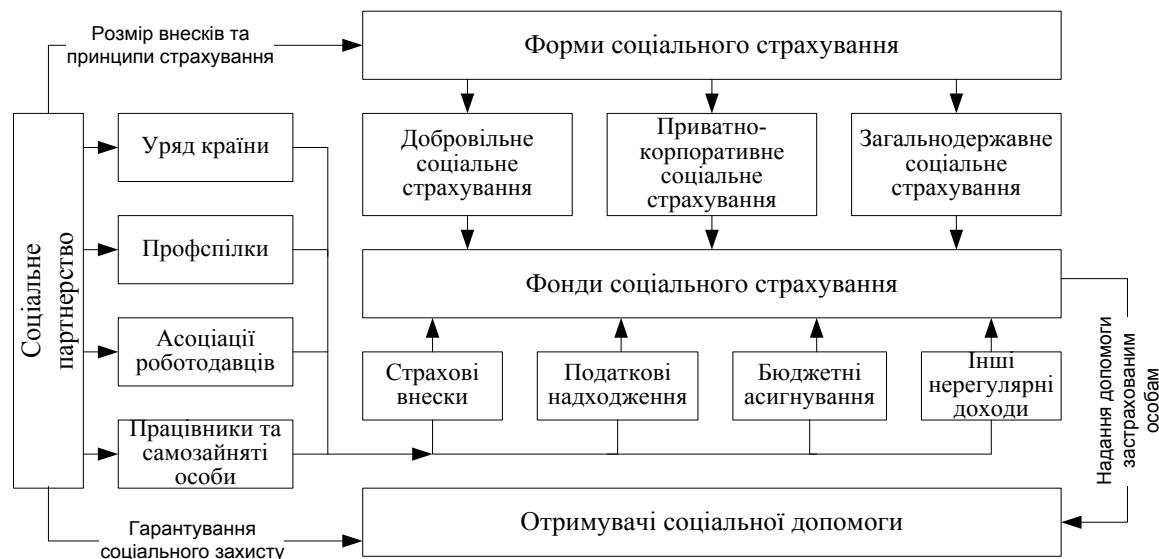 Розмір внесків та
принципи страхування
Форми соціального страхування
Соціальне
партнерство
Уряд країни
Профспілки
Асоціації
роботодавців
Працівники та
самозайняті
особи
Добровільне
соціальне
страхування
Приватно-
корпоративне
соціальне
страхування
Загальнодержавне
соціальне
страхування
Фонди соціального страхування
Страхові
внески
Податкові
надходження
Бюджетні
асигнування
Інші
нерегулярні
доходи
Надання допомоги
застрахованим
особам
Гарантування
соціального захисту
Отримувачі соціальної допомоги